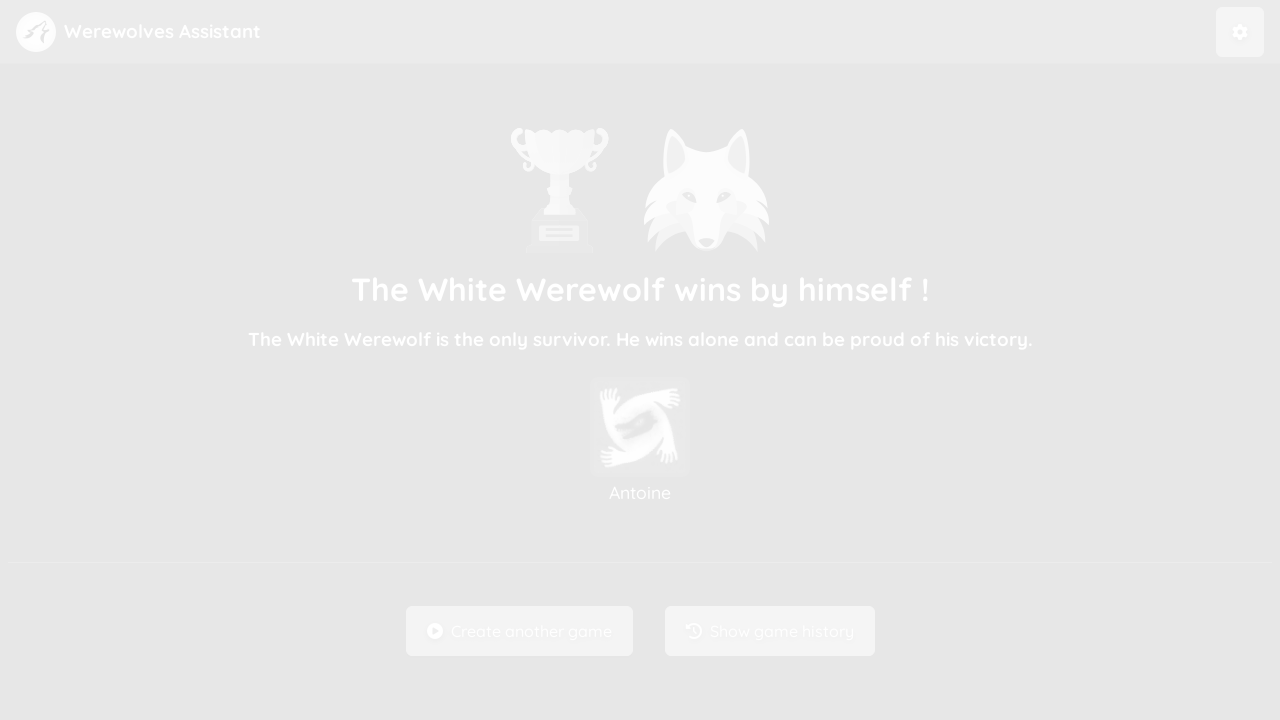 Werewolves Assistant
The White Werewolf wins by himself !
The White Werewolf is the only survivor. He wins alone and can be proud of his victory.
Antoine
Create another game
Show game history